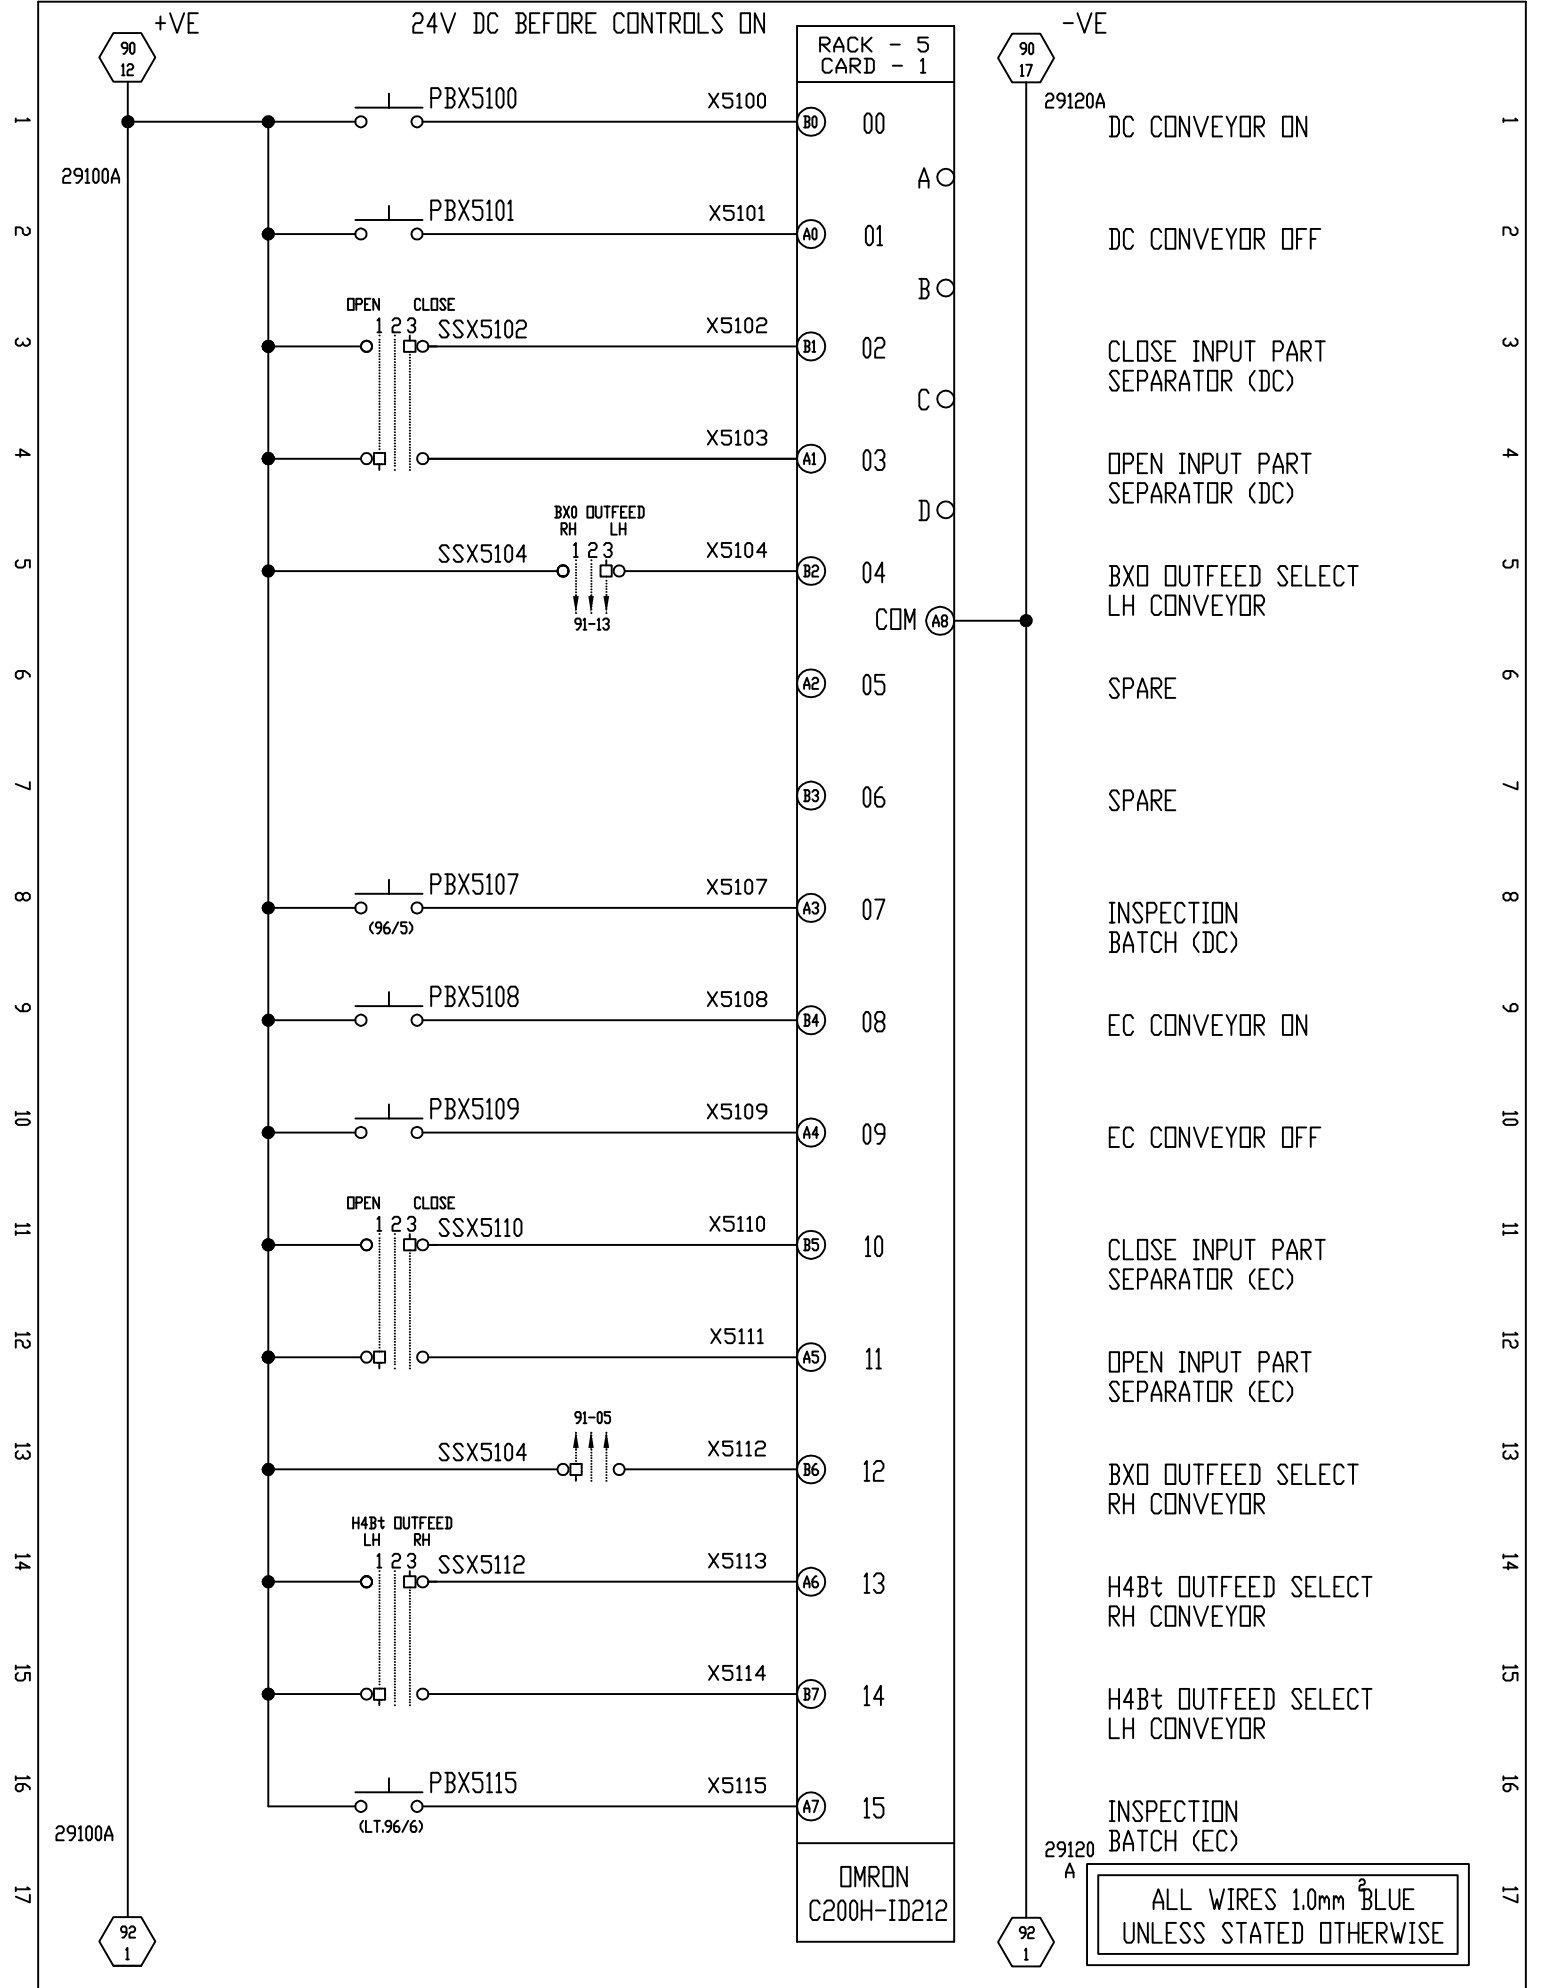 +VE 24V DC BEFORE CONTROLS ON -VE
90
12
RACK - 5
CARD - 1
90
17
29120A
1 PBX5100 X5100 B0 00 DC CONVEYOR ON 1
29100A
A
2 PBX5101 X5101 A0 01 DC CONVEYOR OFF 2
B
OPEN CLOSE
1 2 3
3 SSX5102 X5102 B1 02 CLOSE INPUT PART 3
SEPARATOR (DC)
C
4 X5103 A1 03 OPEN INPUT PART 4
SEPARATOR (DC)
D
BX0 OUTFEED
RH LH
1 2 3
5 SSX5104 X5104 B2 04 BXO OUTFEED SELECT 5
LH CONVEYOR
91-13
COM A8
6 A2 05 SPARE 6
7 B3 06 SPARE 7
8 PBX5107 X5107 A3 07 INSPECTION 8
(96/5)
BATCH (DC)
9 PBX5108 X5108 B4 08 EC CONVEYOR ON 9
10 PBX5109 X5109 A4 09 EC CONVEYOR OFF 10
OPEN CLOSE
1 2 3
11 SSX5110 X5110 B5 10 CLOSE INPUT PART 11
SEPARATOR (EC)
12 X5111 A5 11 OPEN INPUT PART 12
SEPARATOR (EC)
91-05
13 SSX5104 X5112 B6 12 BXO OUTFEED SELECT 13
RH CONVEYOR
H4Bt OUTFEED
LH RH
1 2 3
14 SSX5112 X5113 A6 13 H4Bt OUTFEED SELECT 14
RH CONVEYOR
15 X5114 B7 14 H4Bt OUTFEED SELECT 15
LH CONVEYOR
16 PBX5115 X5115 A7 15 INSPECTION 16
(LT.96/6)
BATCH (EC)
29100A
29120
A
17 OMRON 17
C200H-ID212
ALL WIRES 1.0mm² BLUE
UNLESS STATED OTHERWISE
92
1
92
1